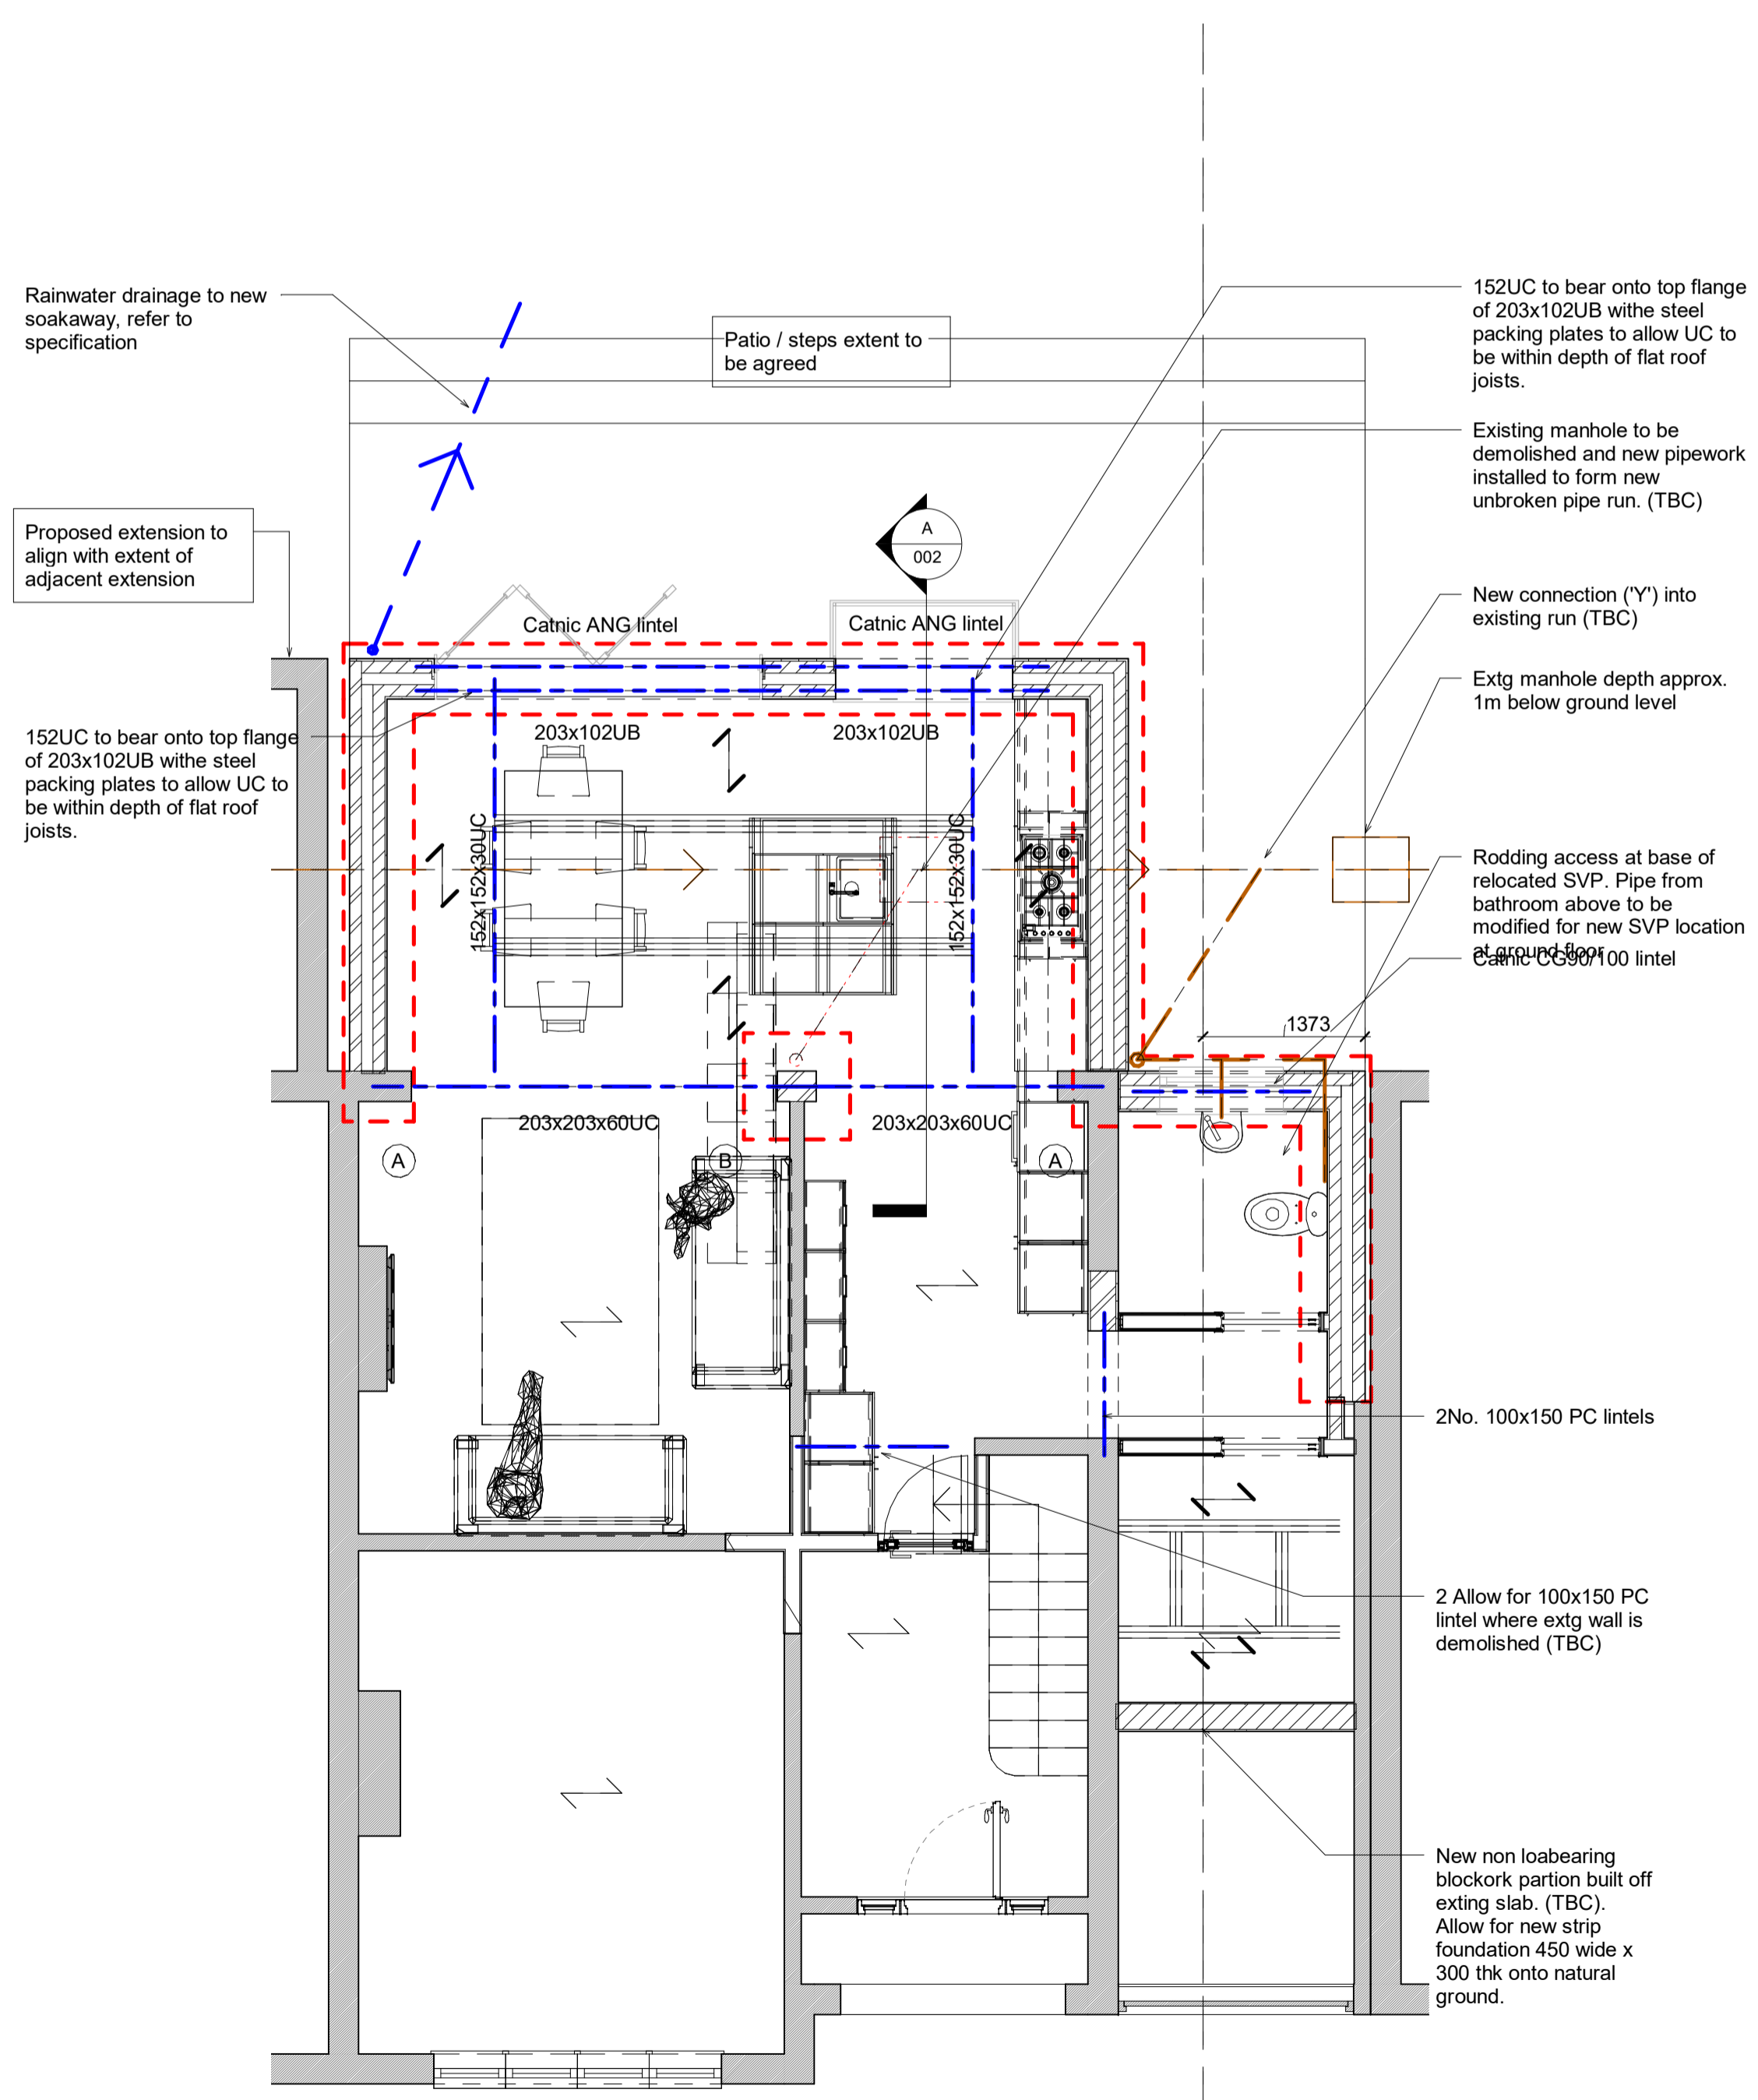 Rainwater drainage to new
soakaway, refer to
specification
Patio / steps extent to
be agreed
152UC to bear onto top flange
of 203x102UB withe steel
packing plates to allow UC to
be within depth of flat roof
joists.
Existing manhole to be
demolished and new pipework
installed to form new
unbroken pipe run. (TBC)
Proposed extension to
align with extent of
adjacent extension
A
002
New connection ('Y') into
existing run (TBC)
Catnic ANG lintel
Catnic ANG lintel
Extg manhole depth approx.
1m below ground level
152UC to bear onto top flange
of 203x102UB withe steel
packing plates to allow UC to
be within depth of flat roof
joists.
203x102UB
203x102UB
152x152x30UC
152x152x30UC
Rodding access at base of
relocated SVP. Pipe from
bathroom above to be
modified for new SVP location
at ground floor
Catnic CG90/100 lintel
1373
203x203x60UC
203x203x60UC
A
B
A
2No. 100x150 PC lintels
2 Allow for 100x150 PC
lintel where extg wall is
demolished (TBC)
New non loabearing
blockork partion built off
exting slab. (TBC).
Allow for new strip
foundation 450 wide x
300 thk onto natural
ground.